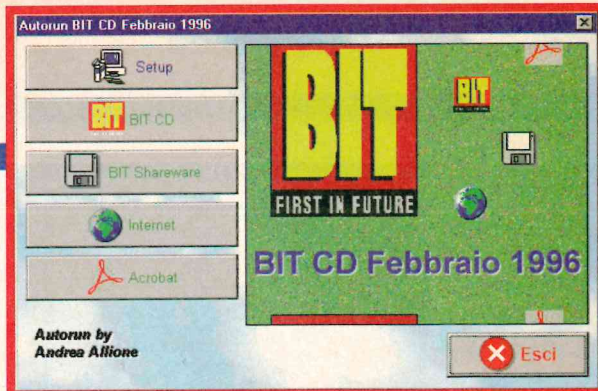 Autorun BIT CD Febbraio 1996
Setup
BIT CD
BIT Shareware
Internet
Acrobat
Autorun by
Andrea Allione
BIT
FIRST IN FUTURE
BIT
BIT CD Febbraio 1996
Esci